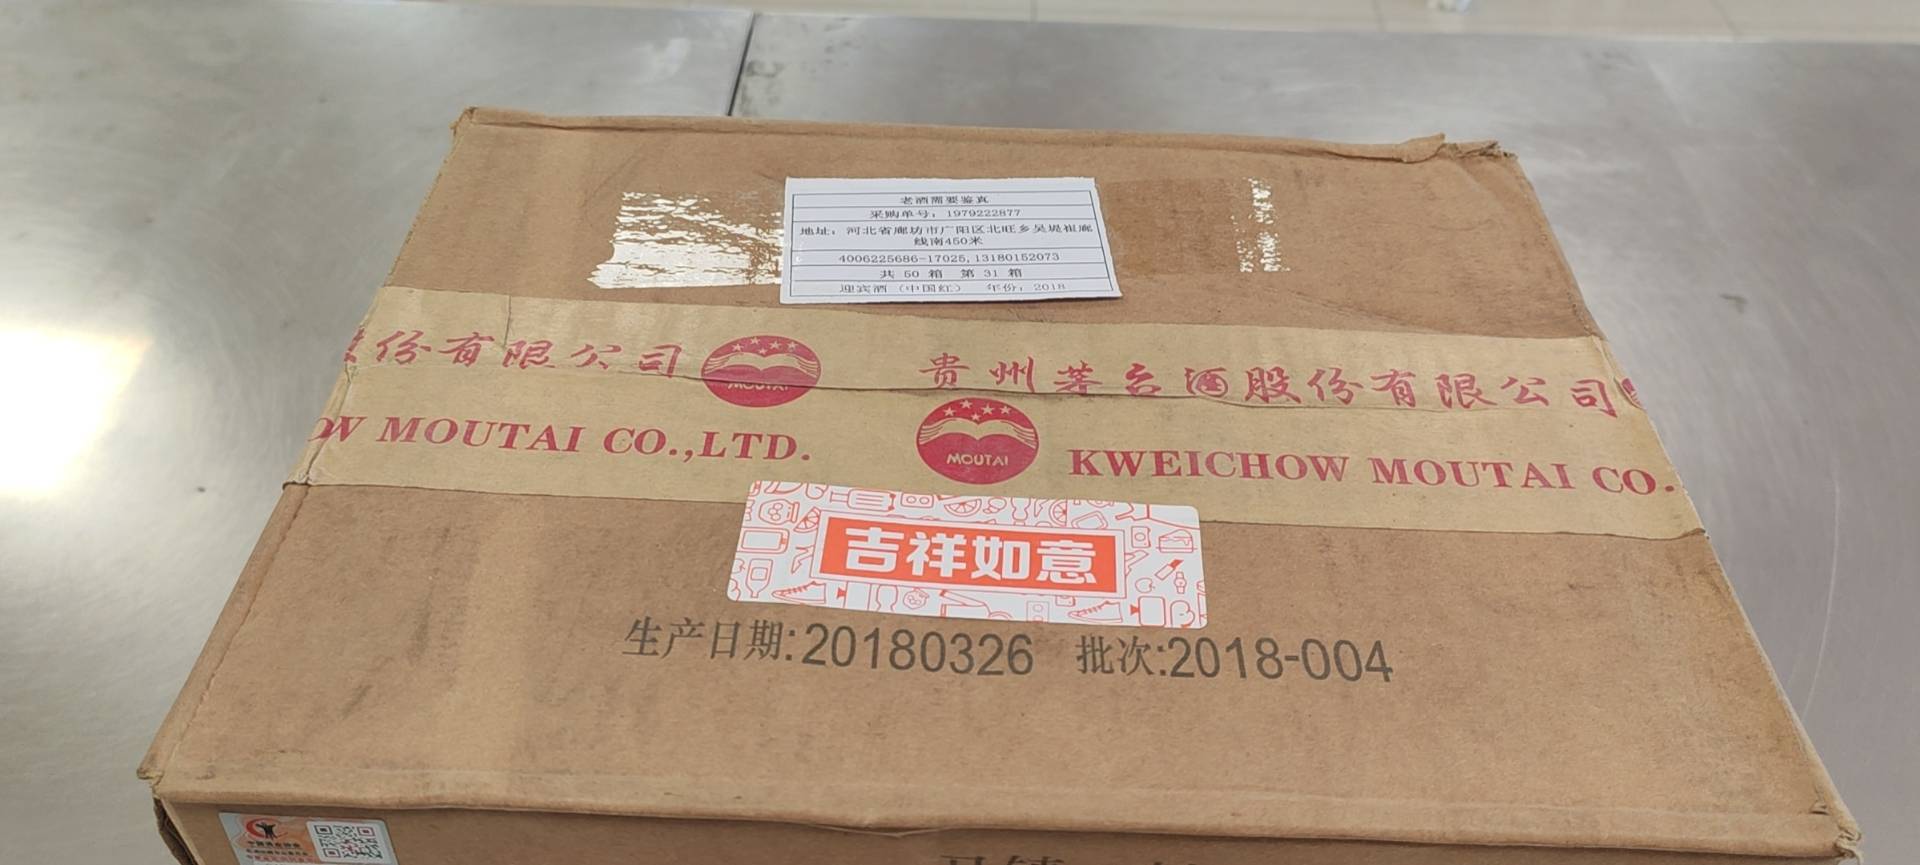 老酒需要鉴真
采购单号：1979222877
地址：河北省廊坊市广阳区北旺乡吴堤崔廊
线南450米
4006225686-17025,13180152073
共 50 箱 第 31 箱
迎宾酒（中国红） 年份：2018
份有限公司
MOUTAI
贵州茅台酒股份有限公司
OW MOUTAI CO.,LTD.
MOUTAI
KWEICHOW MOUTAI CO.
吉祥如意
生产日期:20180326 批次:2018-004